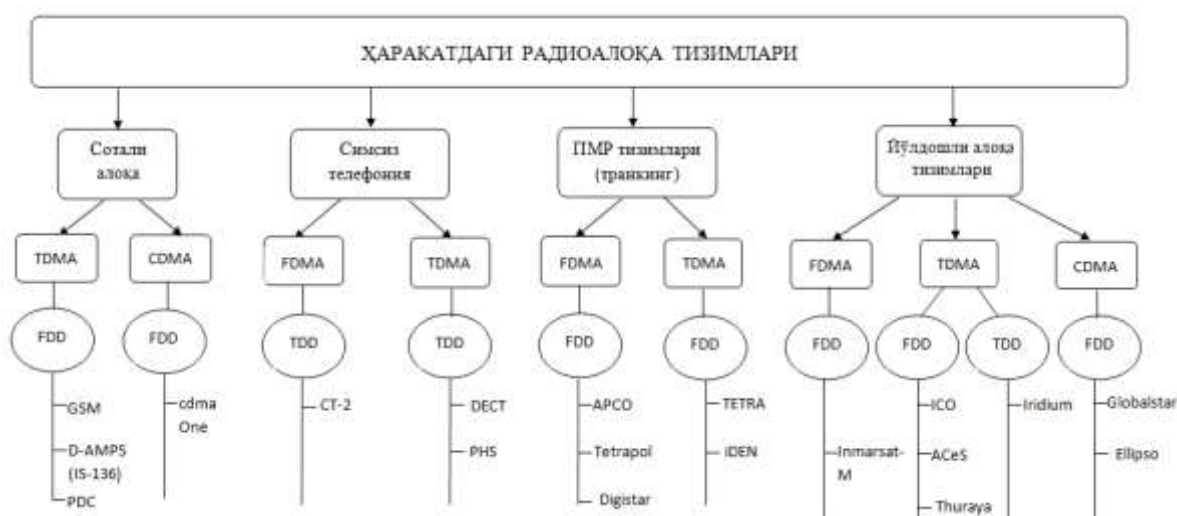 ҲАРАКАТДАГИ РАДИОАЛОҚА ТИЗИМЛАРИ
Сотали
алоқа
Симсиз
телефония
ПМР тизимлари
(транкинг)
Йўлдошли алоқа
тизимлари
TDMA
CDMA
FDMA
TDMA
FDMA
TDMA
FDMA
TDMA
CDMA
FDD
FDD
TDD
TDD
FDD
FDD
FDD
FDD
TDD
FDD
GSM
D-AMPS
(IS-136)
PDC
cdma
One
CT-2
DECT
PHS
APCO
Tetrapol
Digistar
TETRA
iDEN
Inmarsat-
M
ICO
ACeS
Thuraya
Iridium
Globalstar
Ellipso